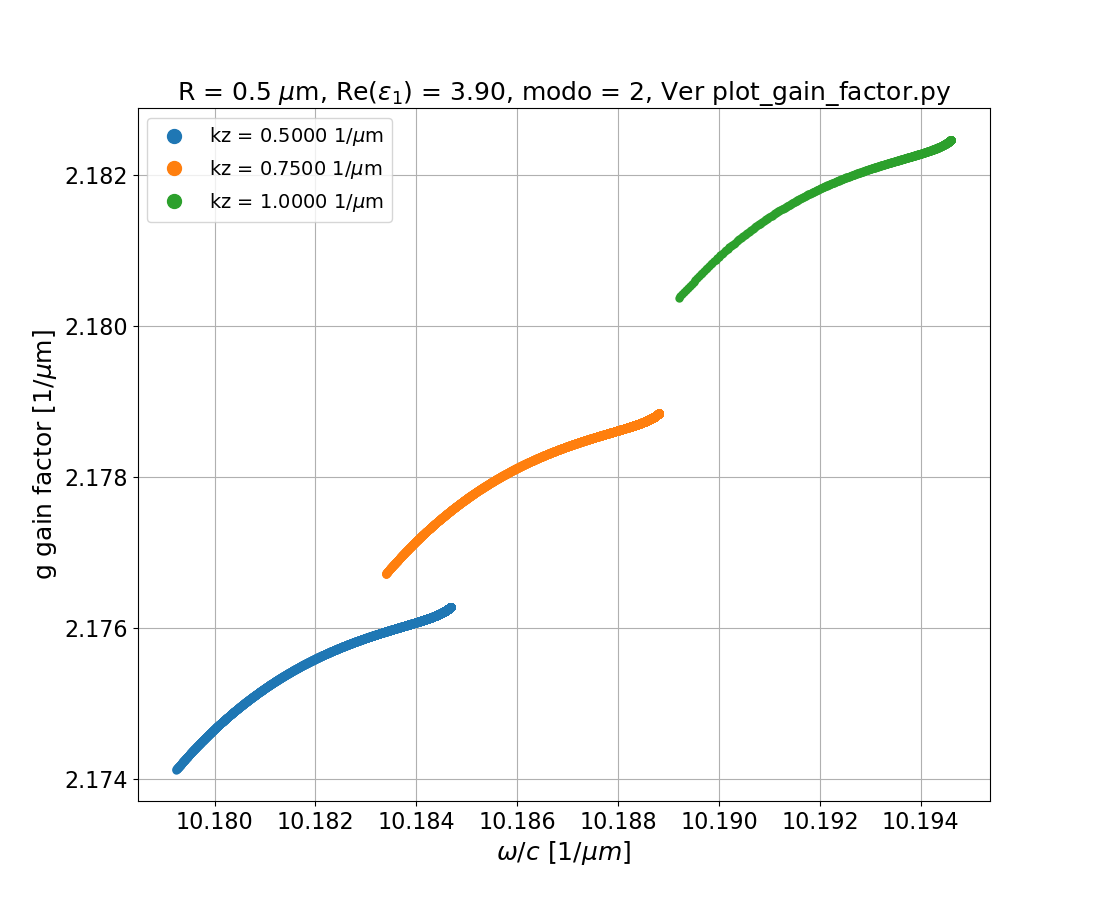 R = 0.5 μm, Re(ε₁) = 3.90, modo = 2, Ver plot_gain_factor.py
kz = 0.5000 1/μm
kz = 0.7500 1/μm
kz = 1.0000 1/μm
g gain factor [1/μm]
2.182
2.180
2.178
2.176
2.174
10.180 10.182 10.184 10.186 10.188 10.190 10.192 10.194
ω/c [1/μm]